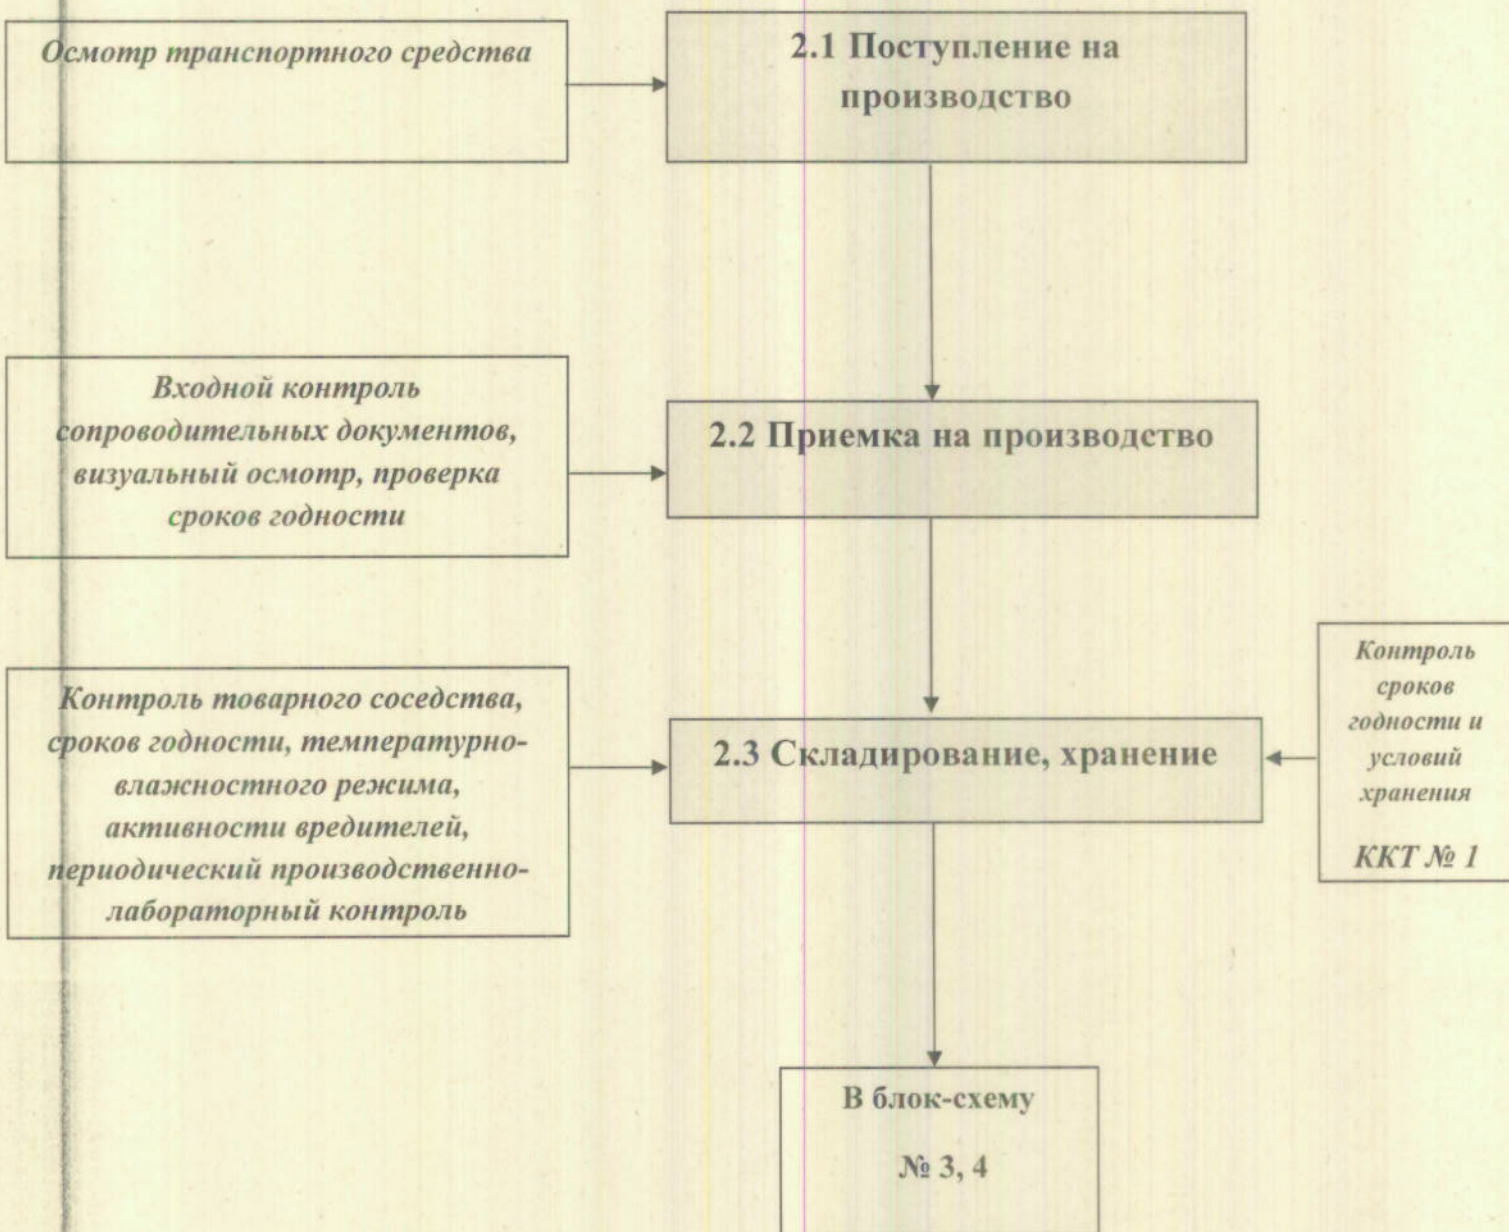 Осмотр транспортного средства
2.1 Поступление на
производство
Входной контроль
сопроводительных документов,
визуальный осмотр, проверка
сроков годности
2.2 Приемка на производство
Контроль товарного соседства,
сроков годности, температурно-
влажностного режима,
активности вредителей,
периодический производственно-
лабораторный контроль
2.3 Складирование, хранение
Контроль
сроков
годности и
условий
хранения
ККТ № 1
В блок-схему
№ 3, 4